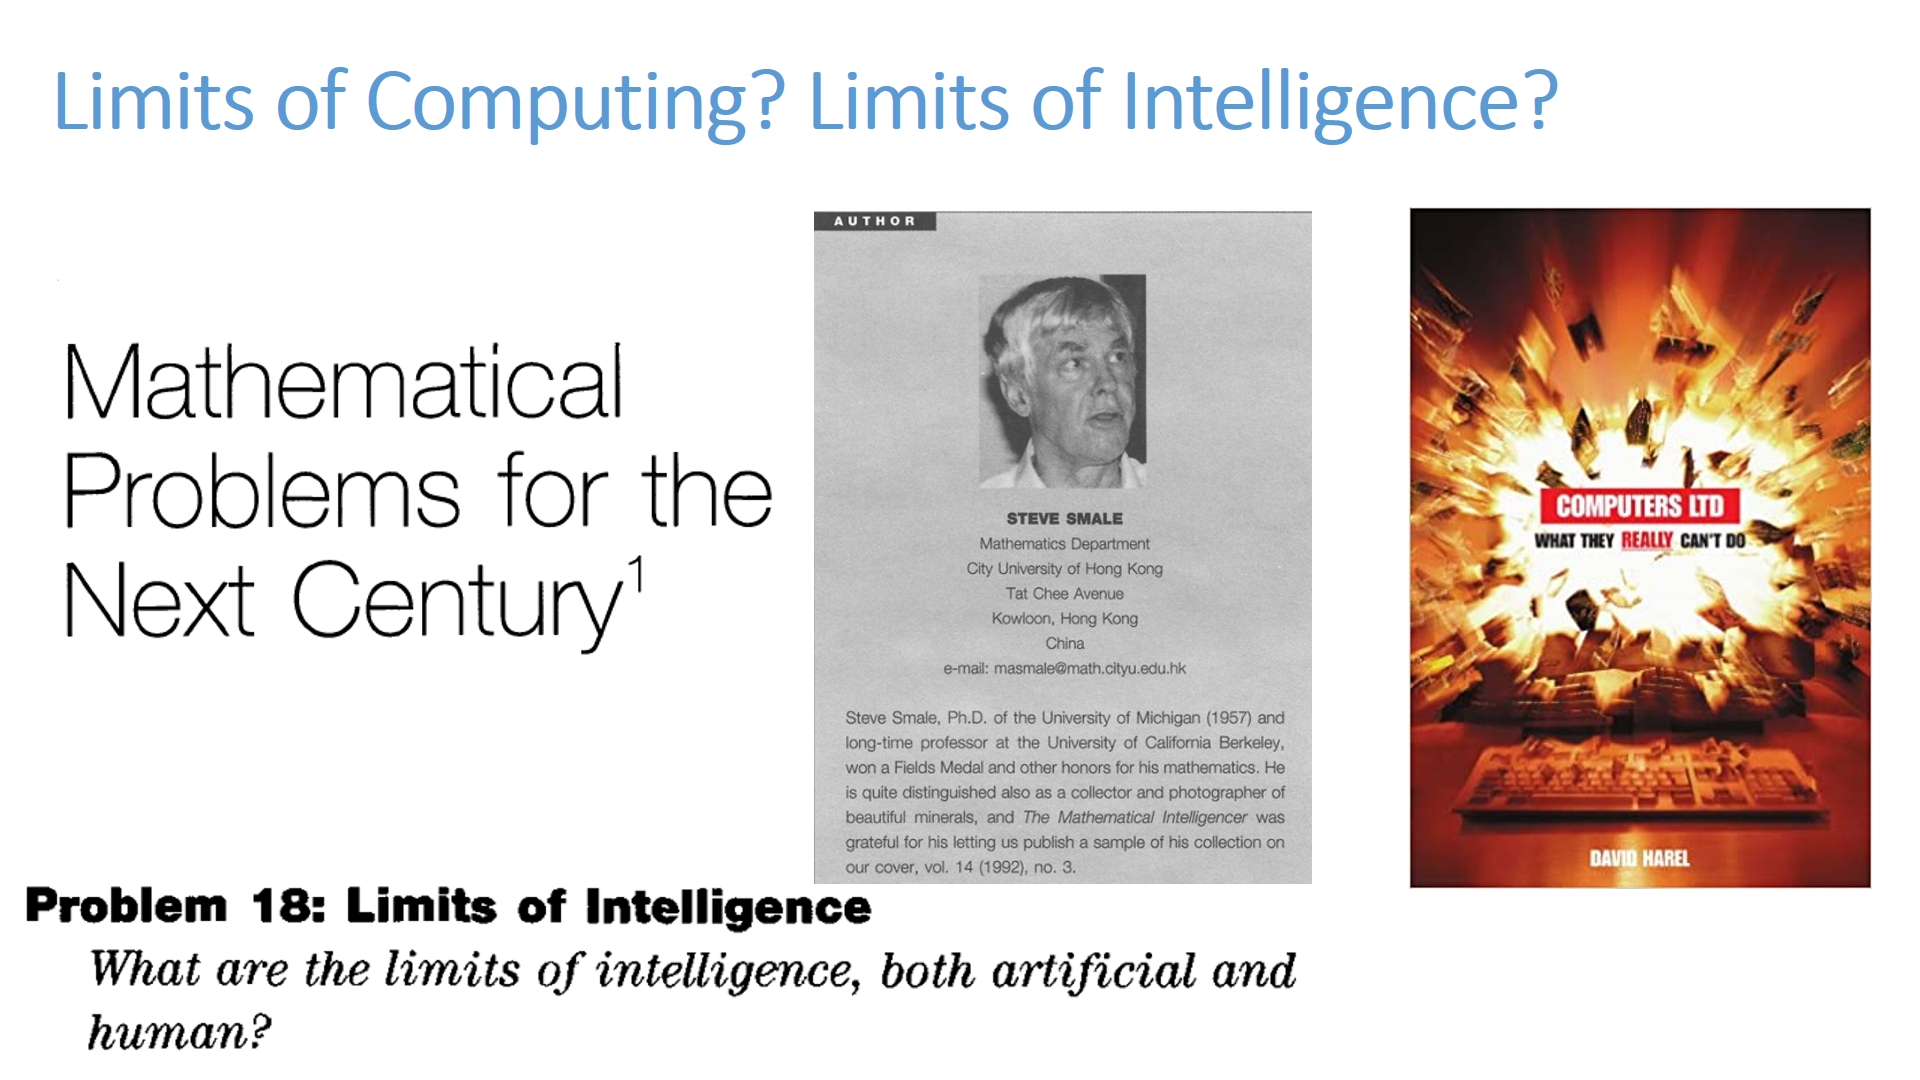 Limits of Computing? Limits of Intelligence?
Mathematical
Problems for the
Next Century¹
AUTHOR
STEVE SMALE
Mathematics Department
City University of Hong Kong
Tat Chee Avenue
Kowloon, Hong Kong
China
e-mail: masmale@math.cityu.edu.hk
Steve Smale, Ph.D. of the University of Michigan (1957) and
long-time professor at the University of California Berkeley,
won a Fields Medal and other honors for his mathematics. He
is quite distinguished also as a collector and photographer of
beautiful minerals, and The Mathematical Intelligencer was
grateful for his letting us publish a sample of his collection on
our cover, vol. 14 (1992), no. 3.
COMPUTERS LTD
WHAT THEY REALLY CAN'T DO
DAVID HAREL
Problem 18: Limits of Intelligence
What are the limits of intelligence, both artificial and
human?